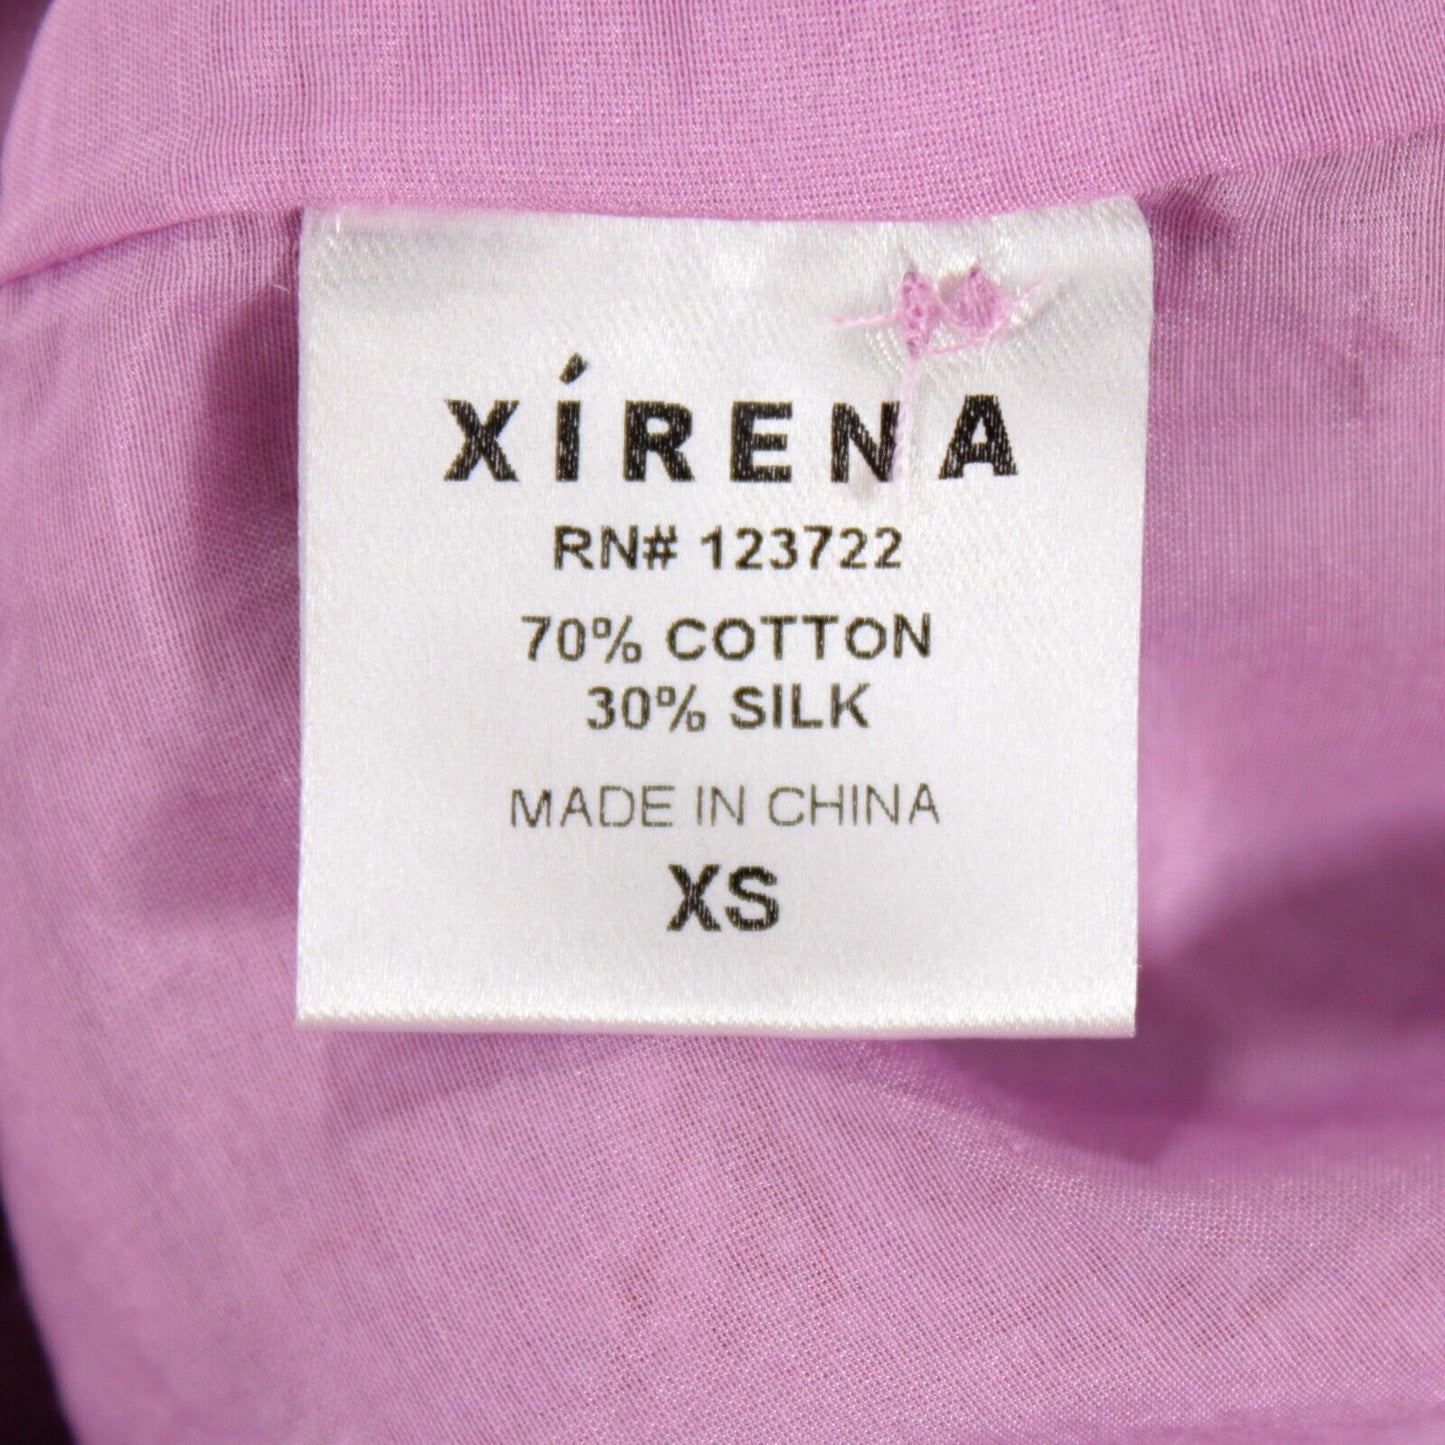 XÍRENA
RN# 123722
70% COTTON
30% SILK
MADE IN CHINA
XS